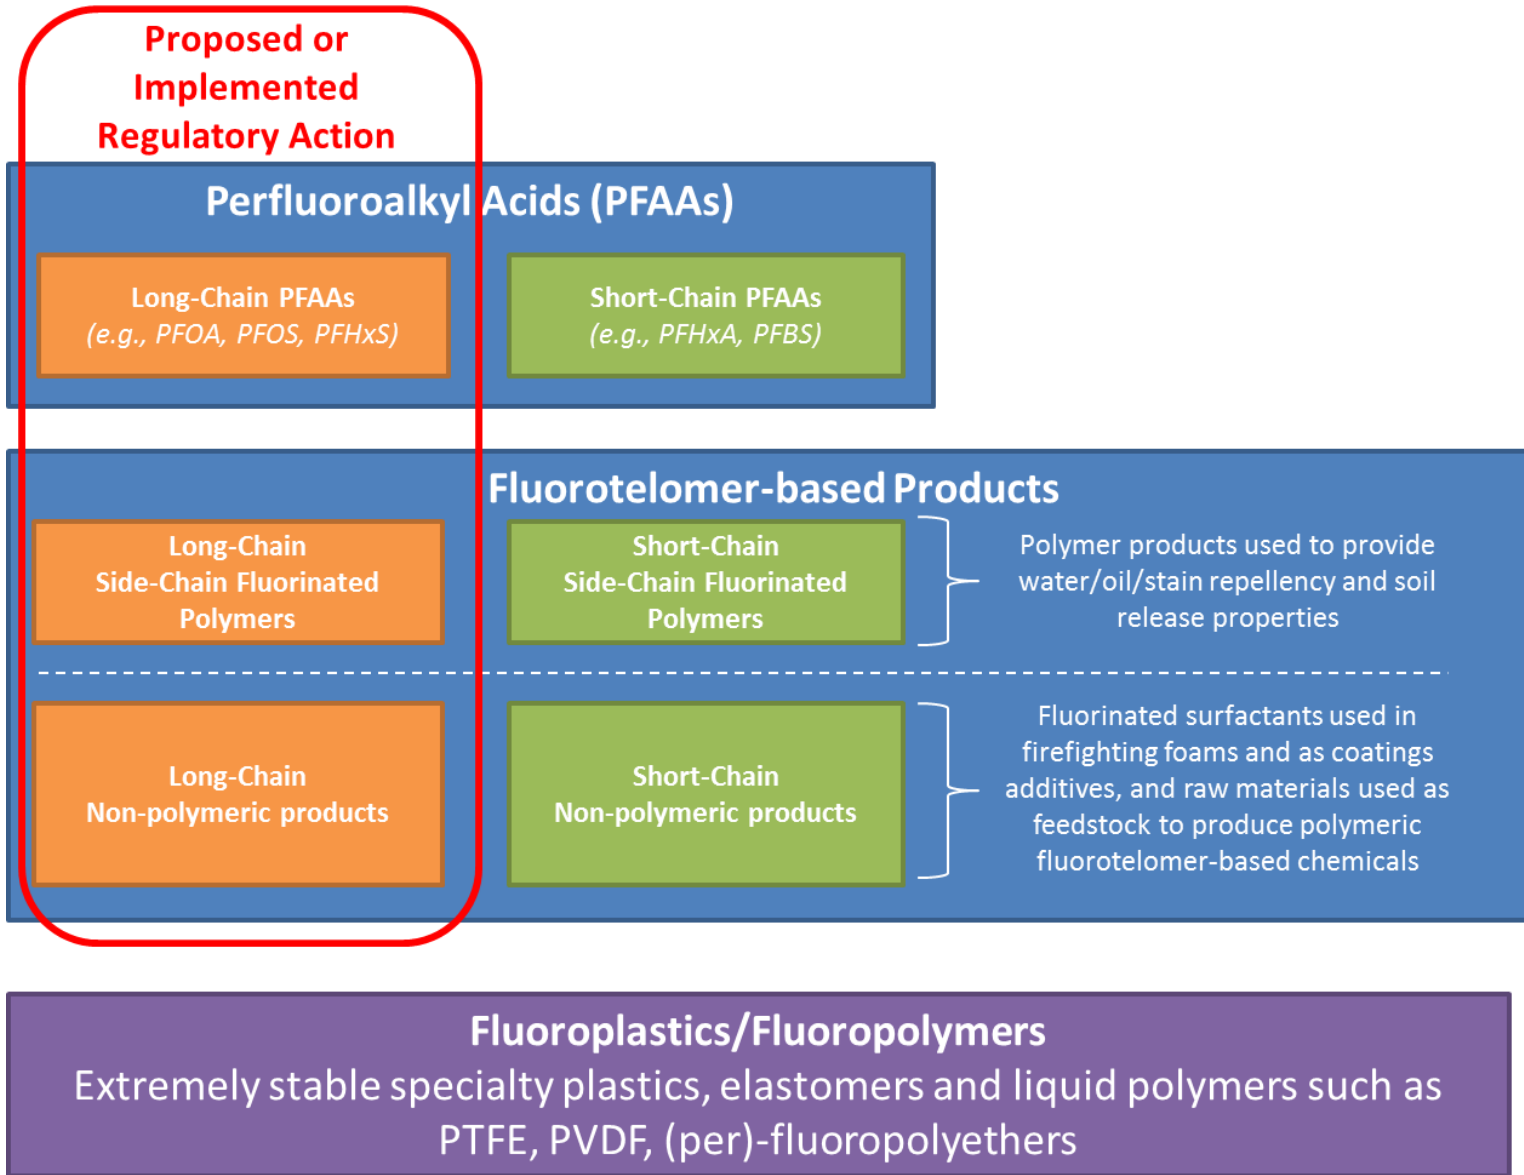 Proposed or
Implemented
Regulatory Action
Perfluoroalkyl Acids (PFAAs)
Long-Chain PFAAs
(e.g., PFOA, PFOS, PFHxS)
Short-Chain PFAAs
(e.g., PFHxA, PFBS)
Fluorotelomer-based Products
Long-Chain
Side-Chain Fluorinated
Polymers
Short-Chain
Side-Chain Fluorinated
Polymers
Polymer products used to provide
water/oil/stain repellency and soil
release properties
Long-Chain
Non-polymeric products
Short-Chain
Non-polymeric products
Fluorinated surfactants used in
firefighting foams and as coatings
additives, and raw materials used as
feedstock to produce polymeric
fluorotelomer-based chemicals
Fluoroplastics/Fluoropolymers
Extremely stable specialty plastics, elastomers and liquid polymers such as
PTFE, PVDF, (per)-fluoropolyethers